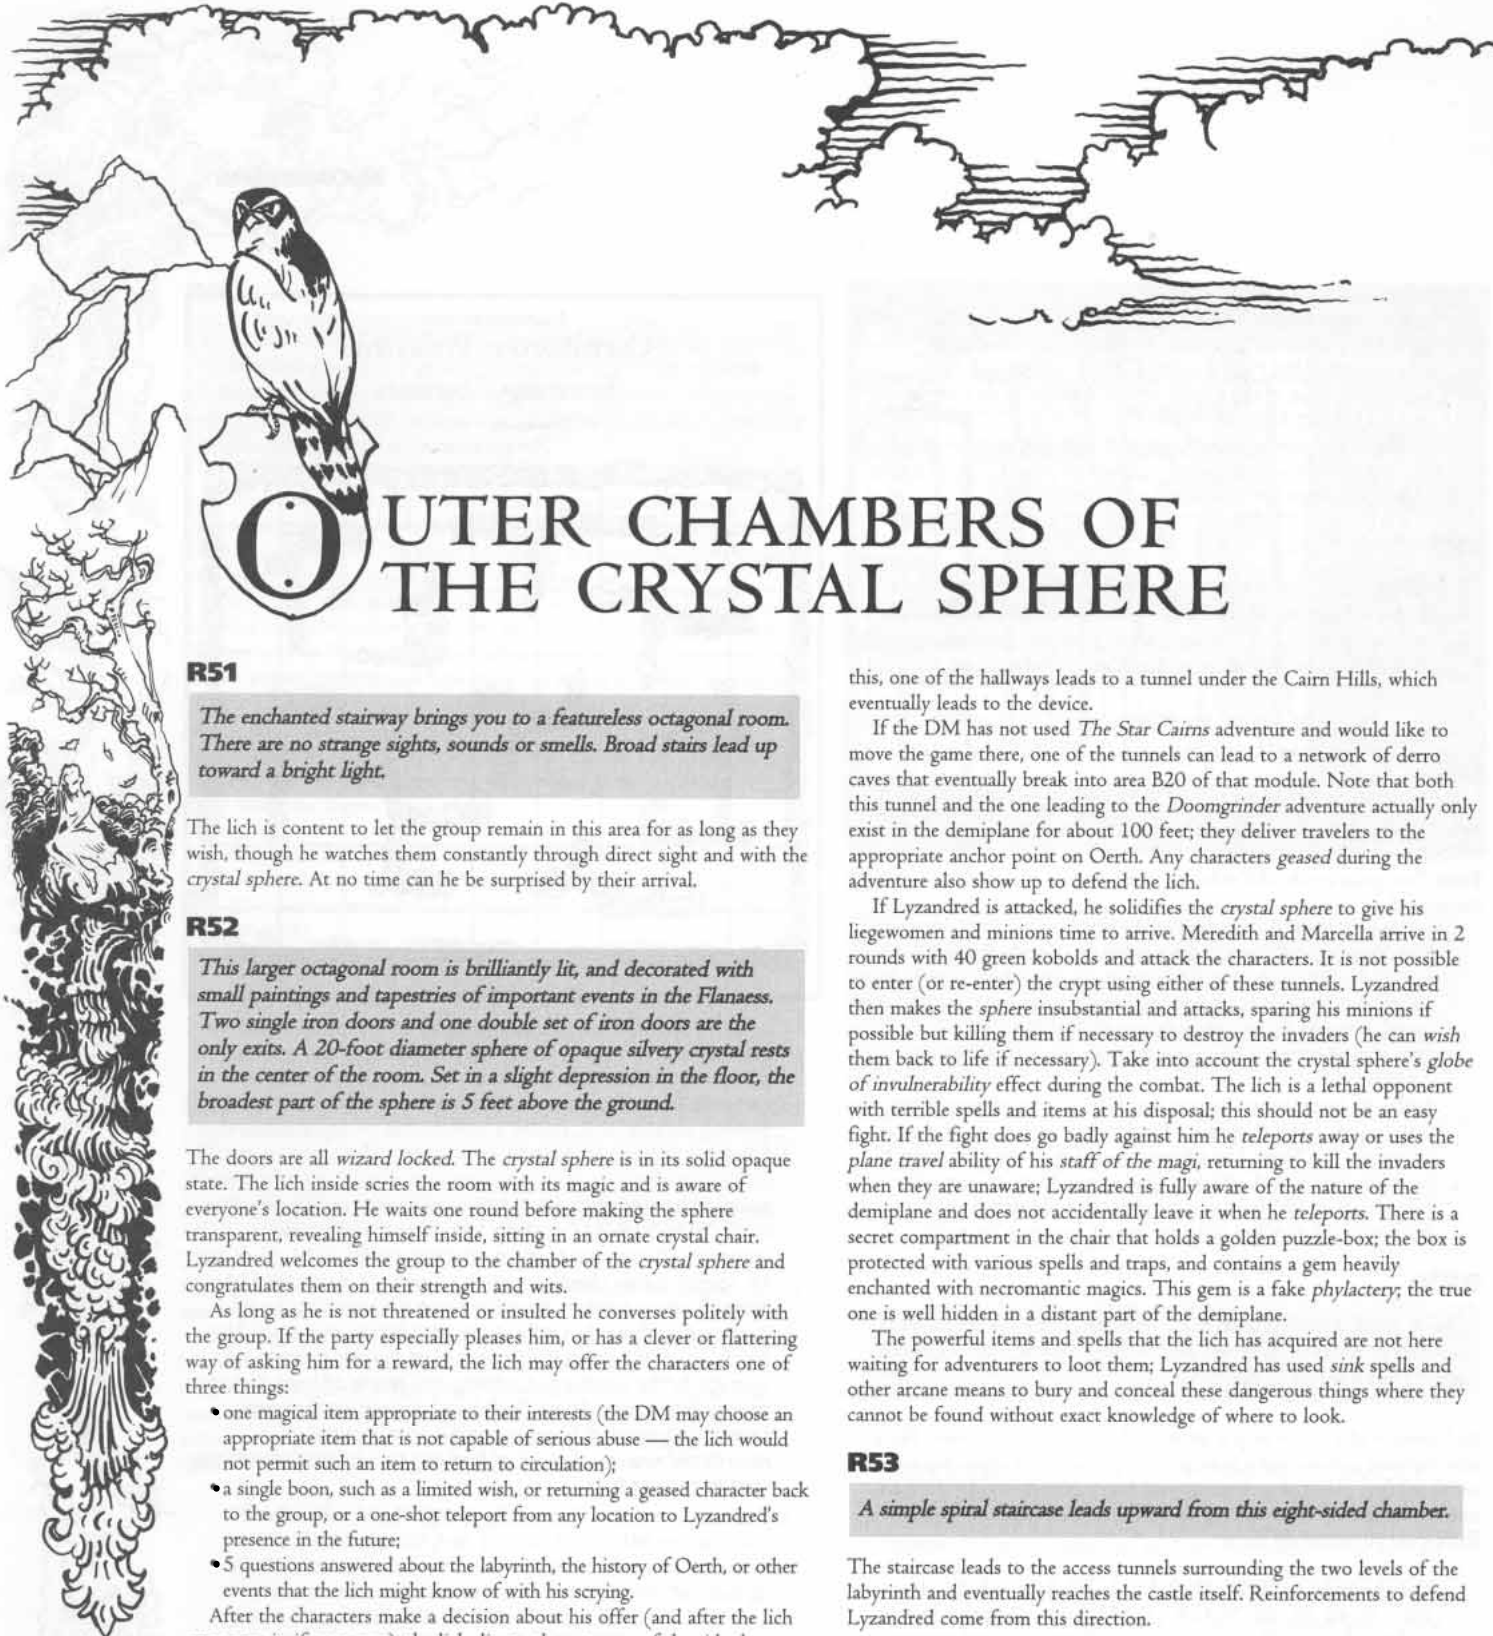 OUTER CHAMBERS OF
THE CRYSTAL SPHERE
R51
The enchanted stairway brings you to a featureless octagonal room.
There are no strange sights, sounds or smells. Broad stairs lead up
toward a bright light.
The lich is content to let the group remain in this area for as long as they
wish, though he watches them constantly through direct sight and with the
crystal sphere. At no time can he be surprised by their arrival.
R52
This larger octagonal room is brilliantly lit, and decorated with
small paintings and tapestries of important events in the Flanaess.
Two single iron doors and one double set of iron doors are the
only exits. A 20-foot diameter sphere of opaque silvery crystal rests
in the center of the room. Set in a slight depression in the floor, the
broadest part of the sphere is 5 feet above the ground.
The doors are all wizard locked. The crystal sphere is in its solid opaque
state. The lich inside scries the room with its magic and is aware of
everyone's location. He waits one round before making the sphere
transparent, revealing himself inside, sitting in an ornate crystal chair.
Lyzandred welcomes the group to the chamber of the crystal sphere and
congratulates them on their strength and wits.
As long as he is not threatened or insulted he converses politely with
the group. If the party especially pleases him, or has a clever or flattering
way of asking him for a reward, the lich may offer the characters one of
three things:
• one magical item appropriate to their interests (the DM may choose an
appropriate item that is not capable of serious abuse — the lich would
not permit such an item to return to circulation);
• a single boon, such as a limited wish, or returning a geased character back
to the group, or a one-shot teleport from any location to Lyzandred's
presence in the future;
• 5 questions answered about the labyrinth, the history of Oerth, or other
events that the lich might know of with his scrying.
After the characters make a decision about his offer (and after the lich
this, one of the hallways leads to a tunnel under the Cairn Hills, which
eventually leads to the device.
If the DM has not used The Star Cairns adventure and would like to
move the game there, one of the tunnels can lead to a network of derro
caves that eventually break into area B20 of that module. Note that both
this tunnel and the one leading to the Doomgrinder adventure actually only
exist in the demiplane for about 100 feet; they deliver travelers to the
appropriate anchor point on Oerth. Any characters geased during the
adventure also show up to defend the lich.
If Lyzandred is attacked, he solidifies the crystal sphere to give his
liegewomen and minions time to arrive. Meredith and Marcella arrive in 2
rounds with 40 green kobolds and attack the characters. It is not possible
to enter (or re-enter) the crypt using either of these tunnels. Lyzandred
then makes the sphere insubstantial and attacks, sparing his minions if
possible but killing them if necessary to destroy the invaders (he can wish
them back to life if necessary). Take into account the crystal sphere's globe
of invulnerability effect during the combat. The lich is a lethal opponent
with terrible spells and items at his disposal; this should not be an easy
fight. If the fight does go badly against him he teleports away or uses the
plane travel ability of his staff of the magi, returning to kill the invaders
when they are unaware; Lyzandred is fully aware of the nature of the
demiplane and does not accidentally leave it when he teleports. There is a
secret compartment in the chair that holds a golden puzzle-box; the box is
protected with various spells and traps, and contains a gem heavily
enchanted with necromantic magics. This gem is a fake phylactery; the true
one is well hidden in a distant part of the demiplane.
The powerful items and spells that the lich has acquired are not here
waiting for adventurers to loot them; Lyzandred has used sink spells and
other arcane means to bury and conceal these dangerous things where they
cannot be found without exact knowledge of where to look.
R53
A simple spiral staircase leads upward from this eight-sided chamber.
The staircase leads to the access tunnels surrounding the two levels of the
labyrinth and eventually reaches the castle itself. Reinforcements to defend
Lyzandred come from this direction.